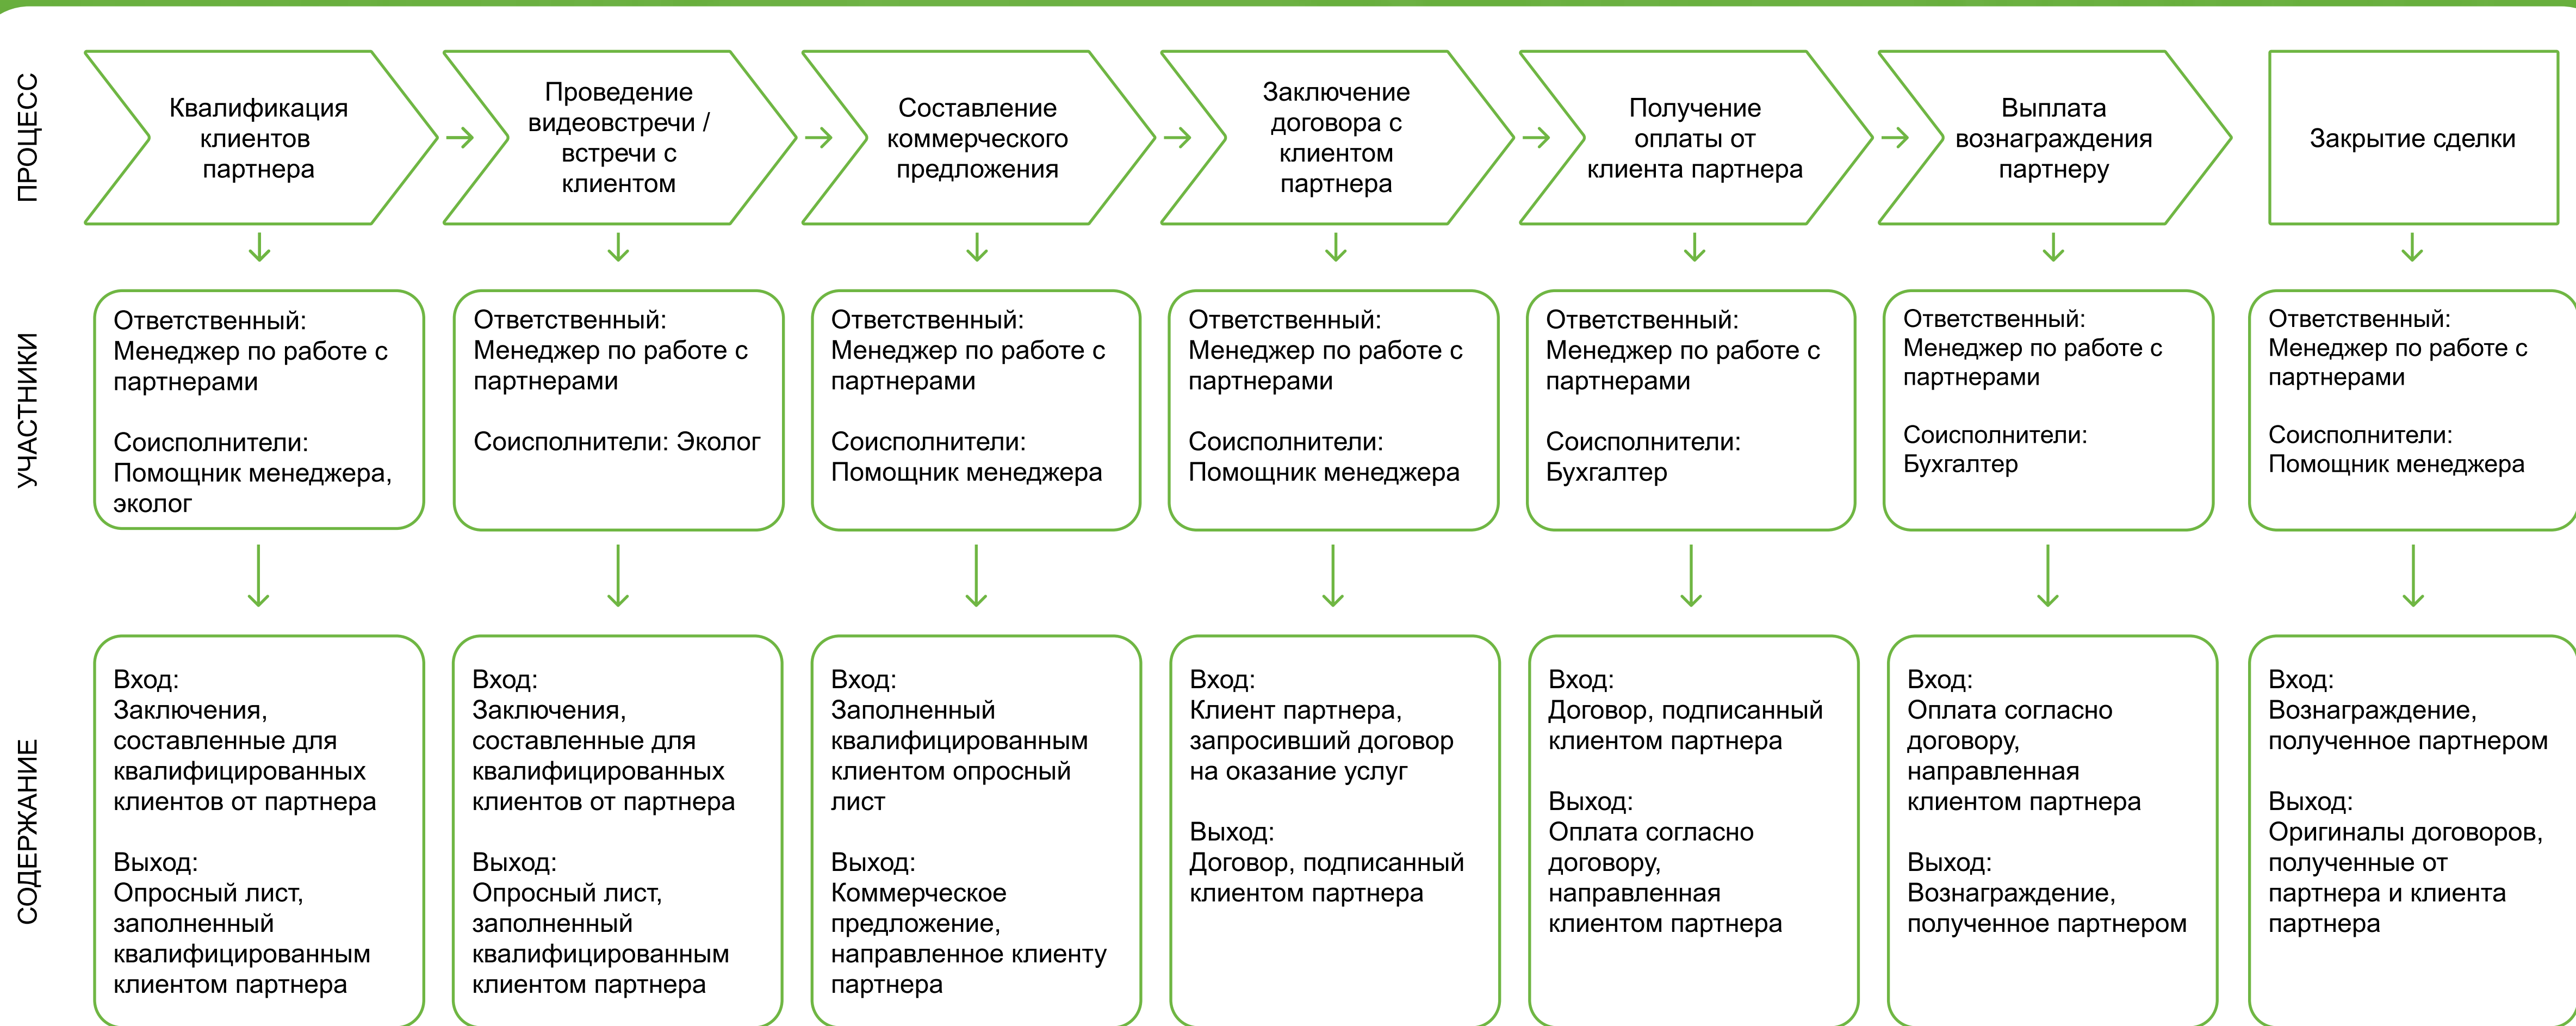 ПРОЦЕСС
Квалификация
клиентов
партнера
Проведение
видеовстречи /
встречи с
клиентом
Составление
коммерческого
предложения
Заключение
договора с
клиентом
партнера
Получение
оплаты от
клиента партнера
Выплата
вознаграждения
партнеру
Закрытие сделки
УЧАСТНИКИ
Ответственный:
Менеджер по работе с
партнерами
Соисполнители:
Помощник менеджера,
эколог
Ответственный:
Менеджер по работе с
партнерами
Соисполнители: Эколог
Ответственный:
Менеджер по работе с
партнерами
Соисполнители:
Помощник менеджера
Ответственный:
Менеджер по работе с
партнерами
Соисполнители:
Помощник менеджера
Ответственный:
Менеджер по работе с
партнерами
Соисполнители:
Бухгалтер
Ответственный:
Менеджер по работе с
партнерами
Соисполнители:
Бухгалтер
Ответственный:
Менеджер по работе с
партнерами
Соисполнители:
Помощник менеджера
СОДЕРЖАНИЕ
Вход:
Заключения,
составленные для
квалифицированных
клиентов от партнера
Выход:
Опросный лист,
заполненный
квалифицированным
клиентом партнера
Вход:
Заключения,
составленные для
квалифицированных
клиентов от партнера
Выход:
Опросный лист,
заполненный
квалифицированным
клиентом партнера
Вход:
Заполненный
квалифицированным
клиентом опросный
лист
Выход:
Коммерческое
предложение,
направленное клиенту
партнера
Вход:
Клиент партнера,
запросивший договор
на оказание услуг
Выход:
Договор, подписанный
клиентом партнера
Вход:
Договор, подписанный
клиентом партнера
Выход:
Оплата согласно
договору,
направленная
клиентом партнера
Вход:
Оплата согласно
договору,
направленная
клиентом партнера
Выход:
Вознаграждение,
полученное партнером
Вход:
Вознаграждение,
полученное партнером
Выход:
Оригиналы договоров,
полученные от
партнера и клиента
партнера